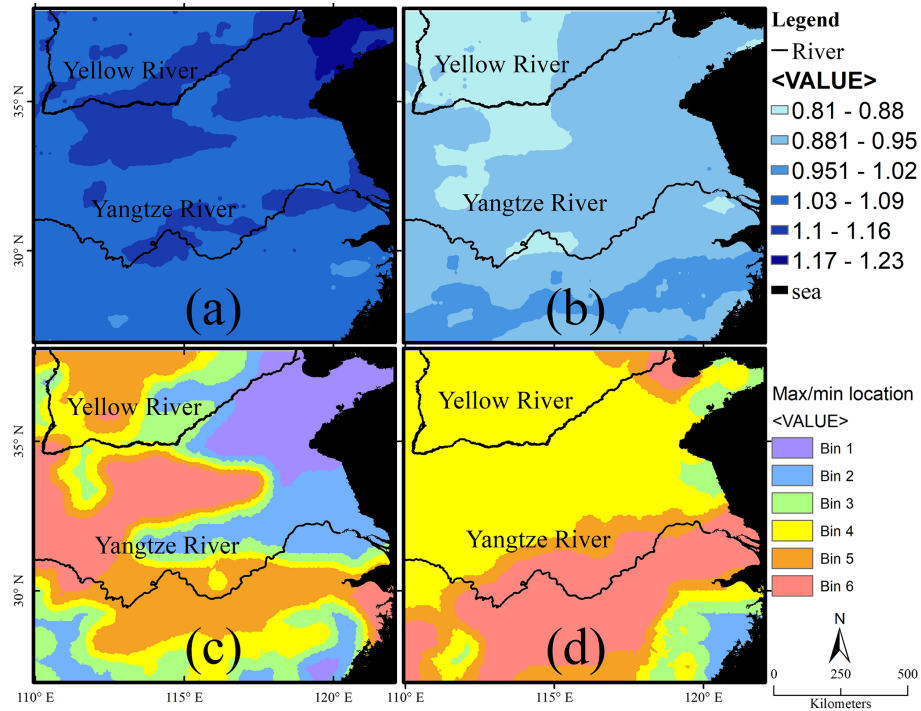 Yellow River
Yangtze River
(a)
35° N
30° N
Yellow River
Yangtze River
(b)
Legend
River
<VALUE>
0.81 - 0.88
0.881 - 0.95
0.951 - 1.02
1.03 - 1.09
1.1 - 1.16
1.17 - 1.23
sea
Yellow River
Yangtze River
(c)
35° N
30° N
110° E
115° E
120° E
Yellow River
Yangtze River
(d)
110° E
115° E
120° E
Max/min location
<VALUE>
Bin 1
Bin 2
Bin 3
Bin 4
Bin 5
Bin 6
N
0 250 500
Kilometers